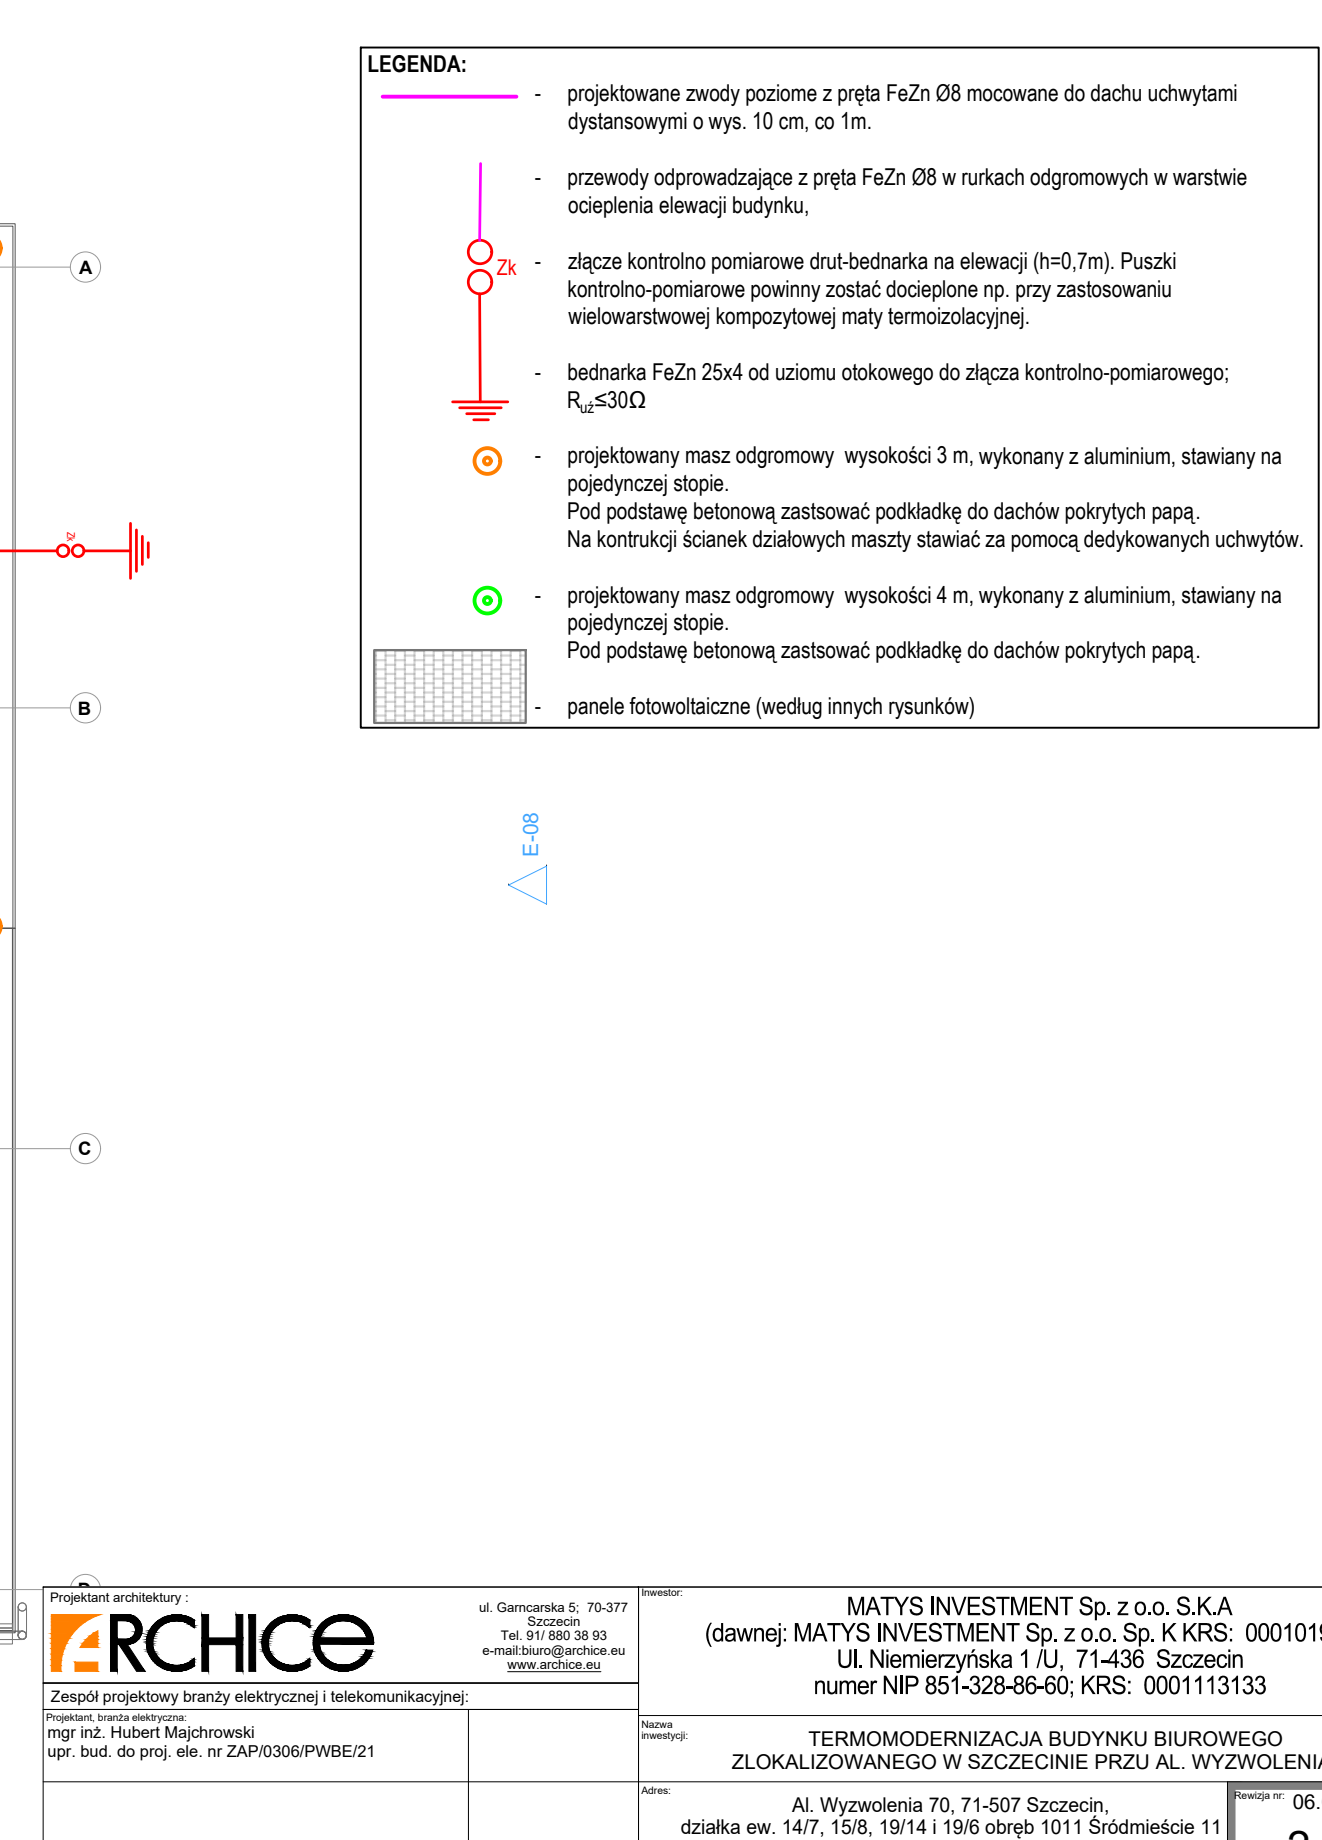 LEGENDA:
- projektowane zwody poziome z pręta FeZn Ø8 mocowane do dachu uchwytami
dystansowymi o wys. 10 cm, co 1m.
- przewody odprowadzające z pręta FeZn Ø8 w rurkach odgromowych w warstwie
ocieplenia elewacji budynku,
Zk
- złącze kontrolno pomiarowe drut-bednarka na elewacji (h=0,7m). Puszki
kontrolno-pomiarowe powinny zostać docieplone np. przy zastosowaniu
wielowarstwowej kompozytowej maty termoizolacyjnej.
- bednarka FeZn 25x4 od uziomu otokowego do złącza kontrolno-pomiarowego;
Ruź≤30Ω
- projektowany masz odgromowy wysokości 3 m, wykonany z aluminium, stawiany na
pojedynczej stopie.
Pod podstawę betonową zastsować podkładkę do dachów pokrytych papą.
Na kontrukcji ścianek działowych maszty stawiać za pomocą dedykowanych uchwytów.
- projektowany masz odgromowy wysokości 4 m, wykonany z aluminium, stawiany na
pojedynczej stopie.
Pod podstawę betonową zastsować podkładkę do dachów pokrytych papą.
- panele fotowoltaiczne (według innych rysunków)
A
Zk
B
E-08
C
Projektant architektury :
ARCHICE
ul. Garncarska 5; 70-377
Szczecin
Tel. 91/ 880 38 93
e-mail:biuro@archice.eu
www.archice.eu
Zespół projektowy branży elektrycznej i telekomunikacyjnej:
Projektant, branża elektryczna:
mgr inż. Hubert Majchrowski
upr. bud. do proj. ele. nr ZAP/0306/PWBE/21
Inwestor:
MATYS INVESTMENT Sp. z o.o. S.K.A
(dawnej: MATYS INVESTMENT Sp. z o.o. Sp. K KRS: 0001019
Ul. Niemierzyńska 1 /U, 71-436 Szczecin
numer NIP 851-328-86-60; KRS: 0001113133
Nazwa
inwestycji:
TERMOMODERNIZACJA BUDYNKU BIUROWEGO
ZLOKALIZOWANEGO W SZCZECINIE PRZU AL. WYZWOLENIA
Adres:
Al. Wyzwolenia 70, 71-507 Szczecin,
działka ew. 14/7, 15/8, 19/14 i 19/6 obręb 1011 Śródmieście 11
Rewizja nr: 06.